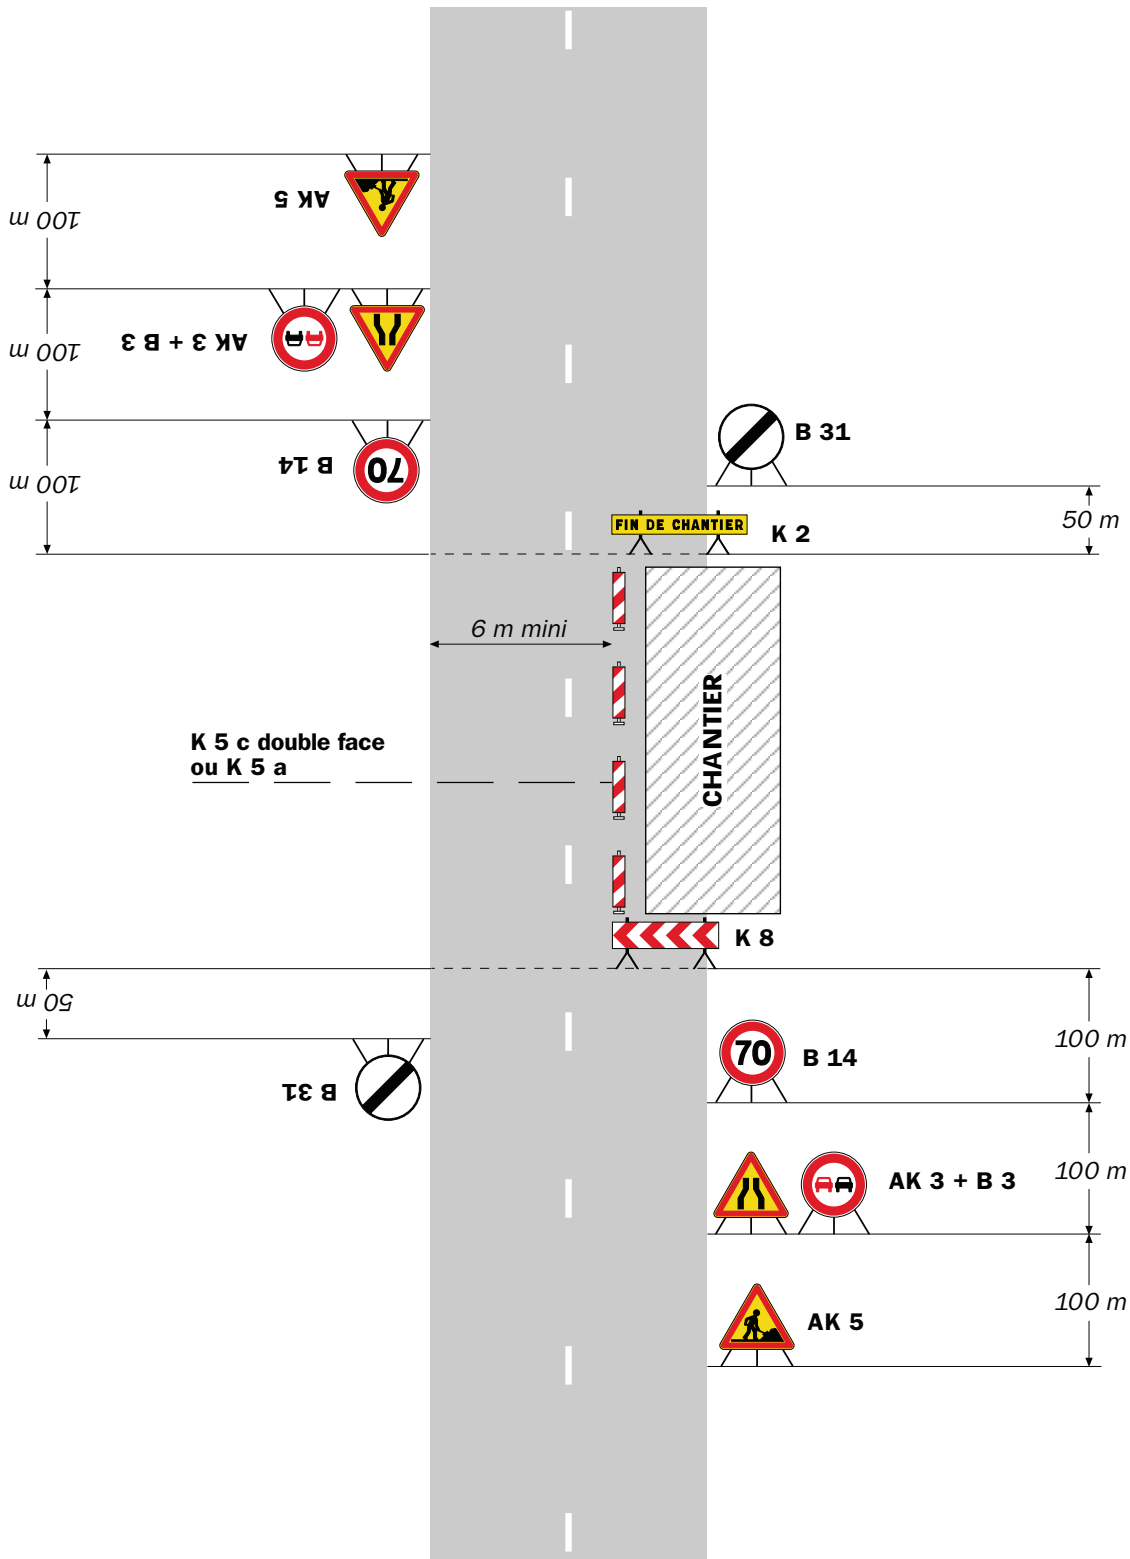 AK 5
100 m
AK 3 + B 3
100 m
70
B 14
100 m
B 31
50 m
FIN DE CHANTIER
K 2
6 m mini
CHANTIER
K 5 c double face
ou K 5 a
K 8
50 m
B 31
70
B 14
100 m
AK 3 + B 3
100 m
AK 5
100 m